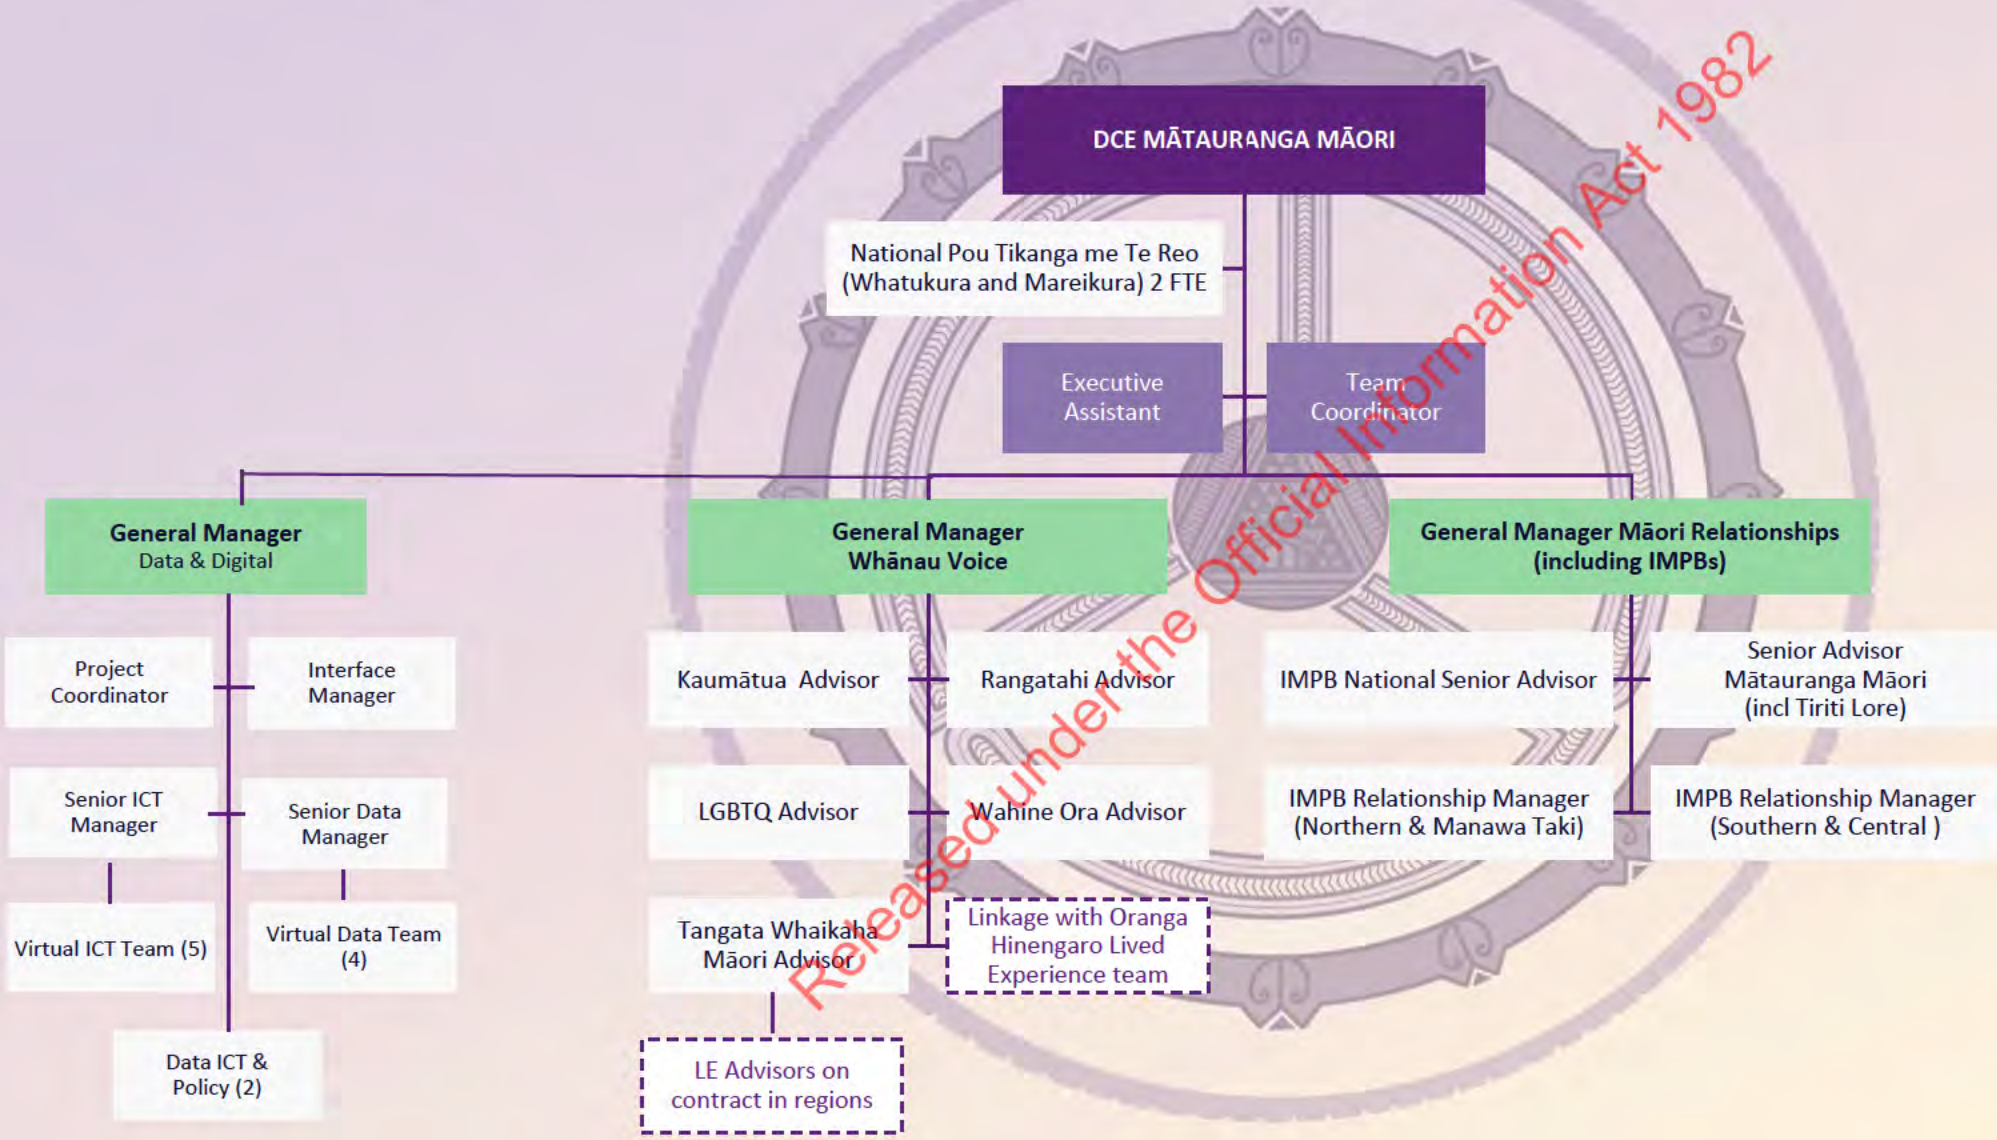 DCE MĀTAURANGA MĀORI
National Pou Tikanga me Te Reo
(Whatukura and Mareikura) 2 FTE
Executive
Assistant
Team
Coordinator
General Manager
Data & Digital
General Manager
Whānau Voice
General Manager Māori Relationships
(including IMPBs)
Project
Coordinator
Interface
Manager
Senior ICT
Manager
Senior Data
Manager
Virtual ICT Team (5)
Virtual Data Team
(4)
Data ICT &
Policy (2)
Kaumātua Advisor
Rangatahi Advisor
LGBTQ Advisor
Wahine Ora Advisor
Tangata Whaikaha
Māori Advisor
Linkage with Oranga
Hinengaro Lived
Experience team
LE Advisors on
contract in regions
IMPB National Senior Advisor
Senior Advisor
Mātauranga Māori
(incl Tiriti Lore)
IMPB Relationship Manager
(Northern & Manawa Taki)
IMPB Relationship Manager
(Southern & Central )
Released under the Official Information Act 1982